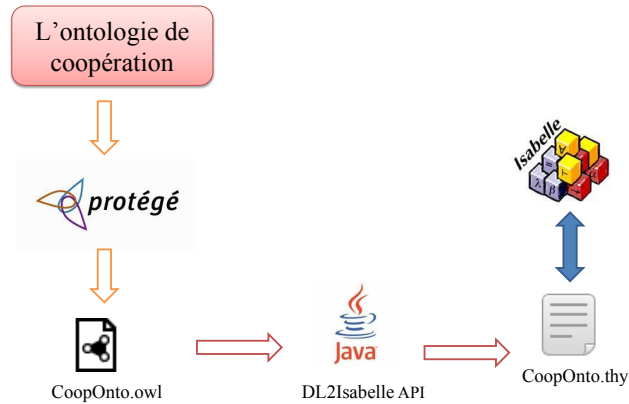 L'ontologie de
coopération
protégé
Isabelle
λ β
∀
=
Java
CoopOnto.owl
DL2Isabelle API
CoopOnto.thy